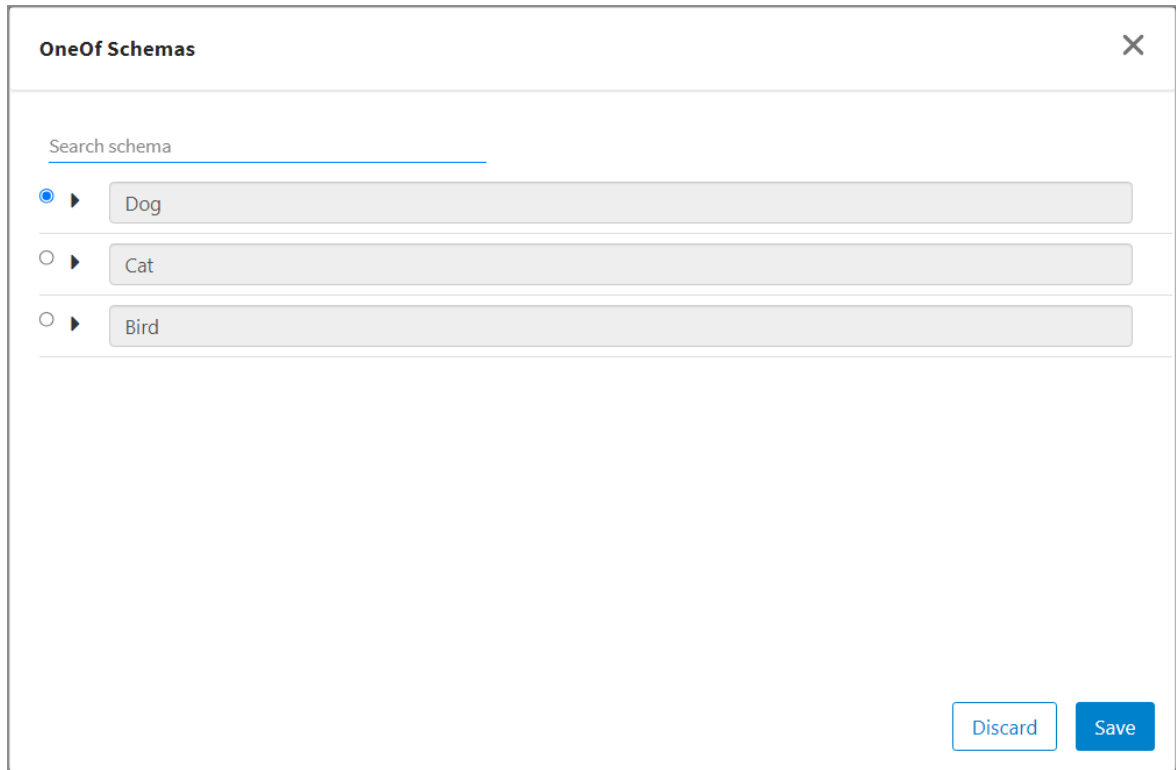 OneOf Schemas
Search schema
Dog
Cat
Bird
Discard Save